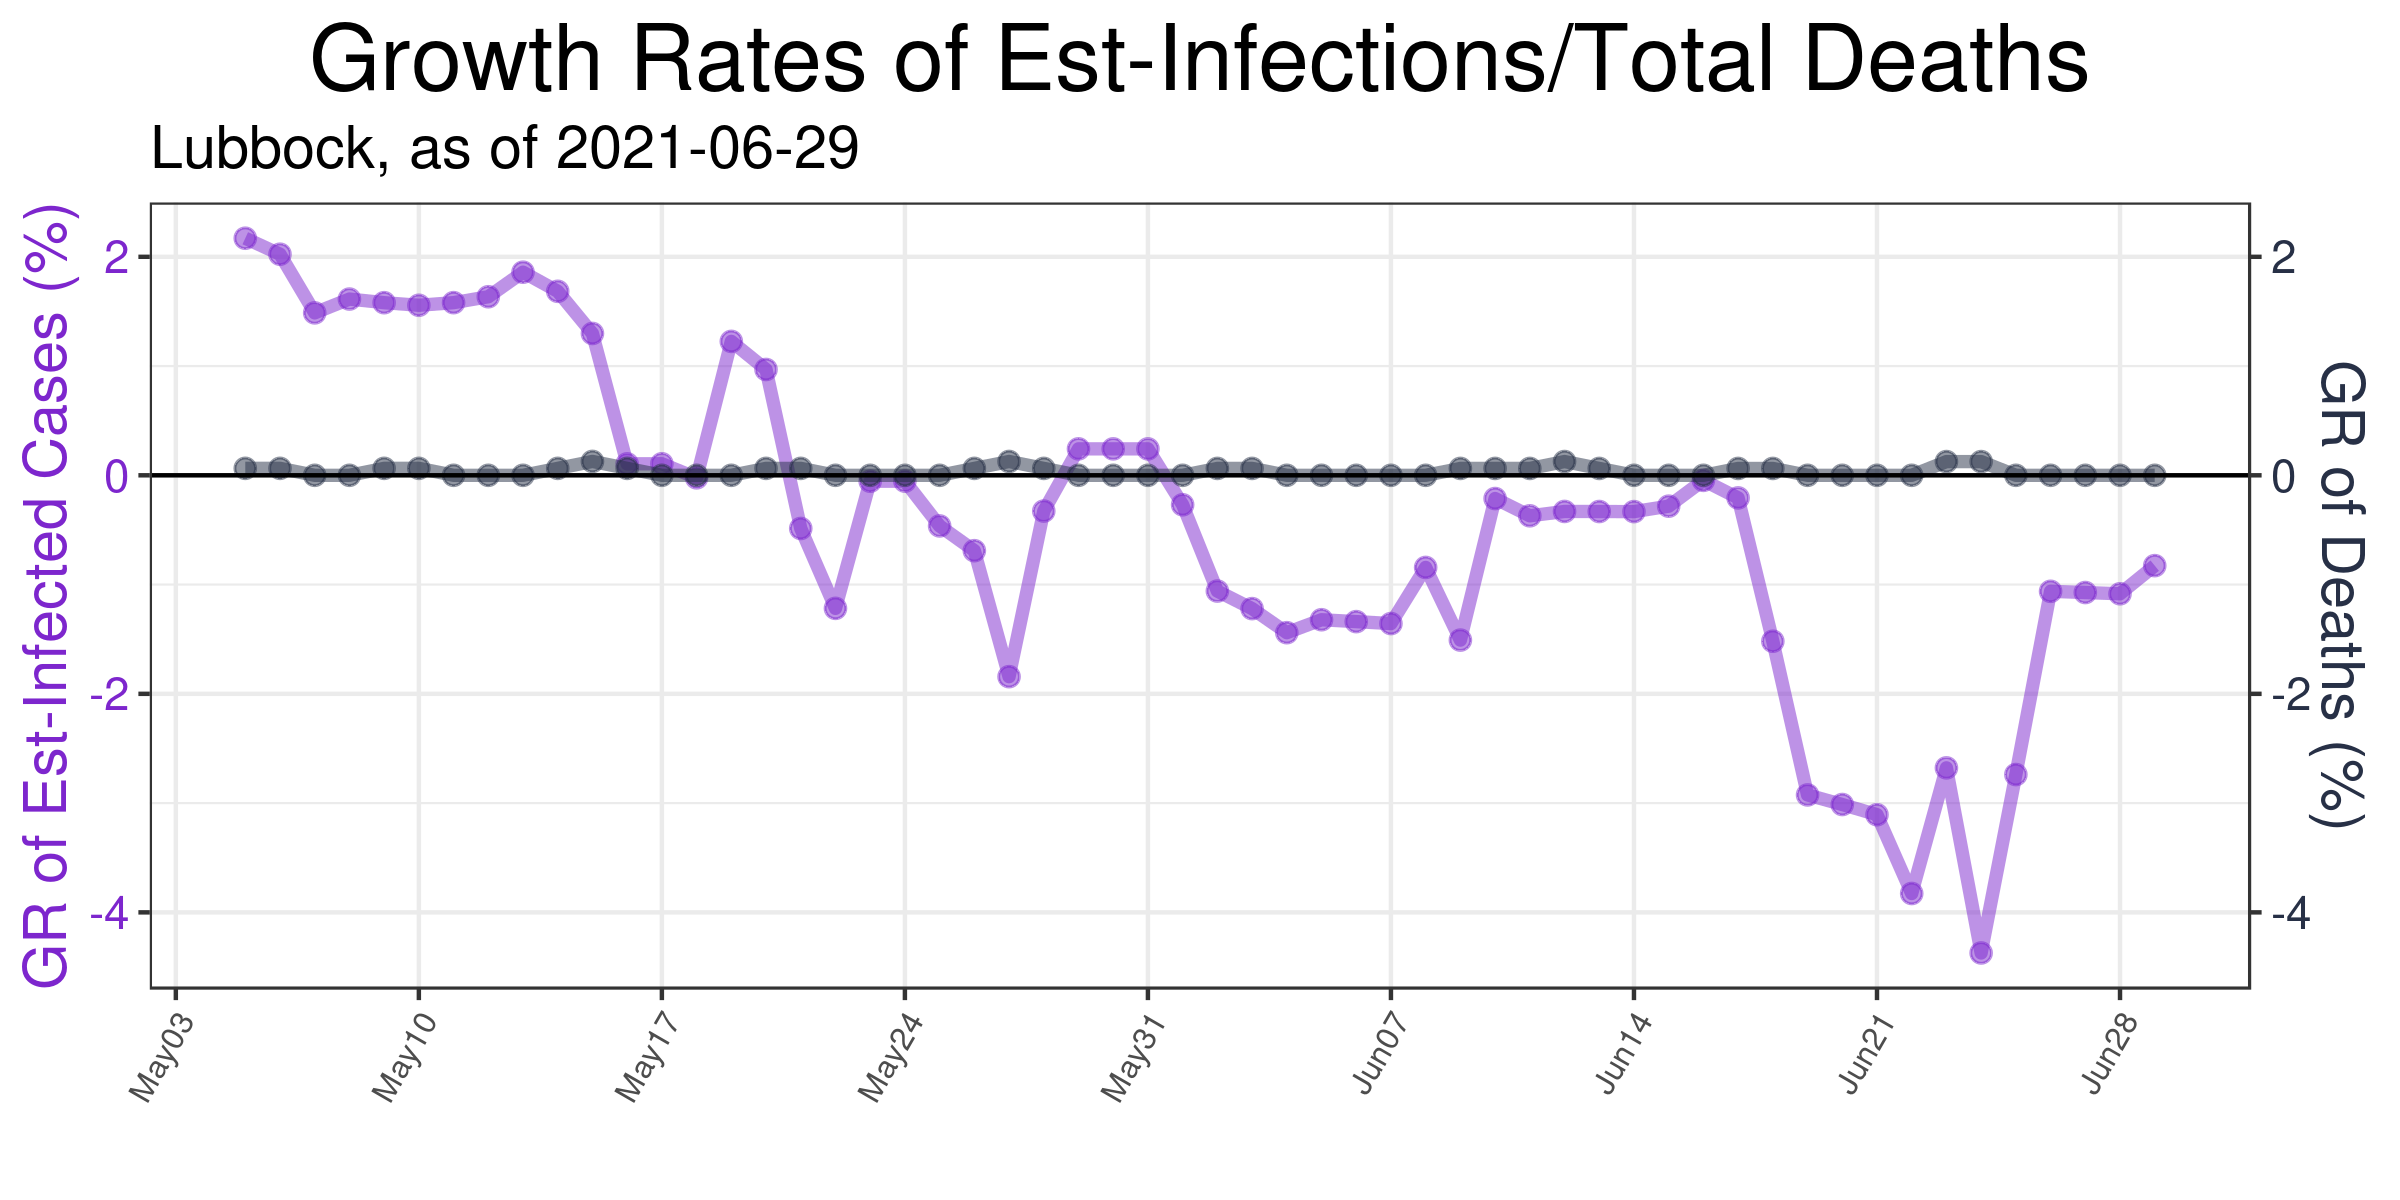 Growth Rates of Est-Infections/Total Deaths
Lubbock, as of 2021-06-29
GR of Est-Infected Cases (%)
2
0
-2
-4
2
0
-2
-4
GR of Deaths (%)
May03
May10
May17
May24
May31
Jun07
Jun14
Jun21
Jun28